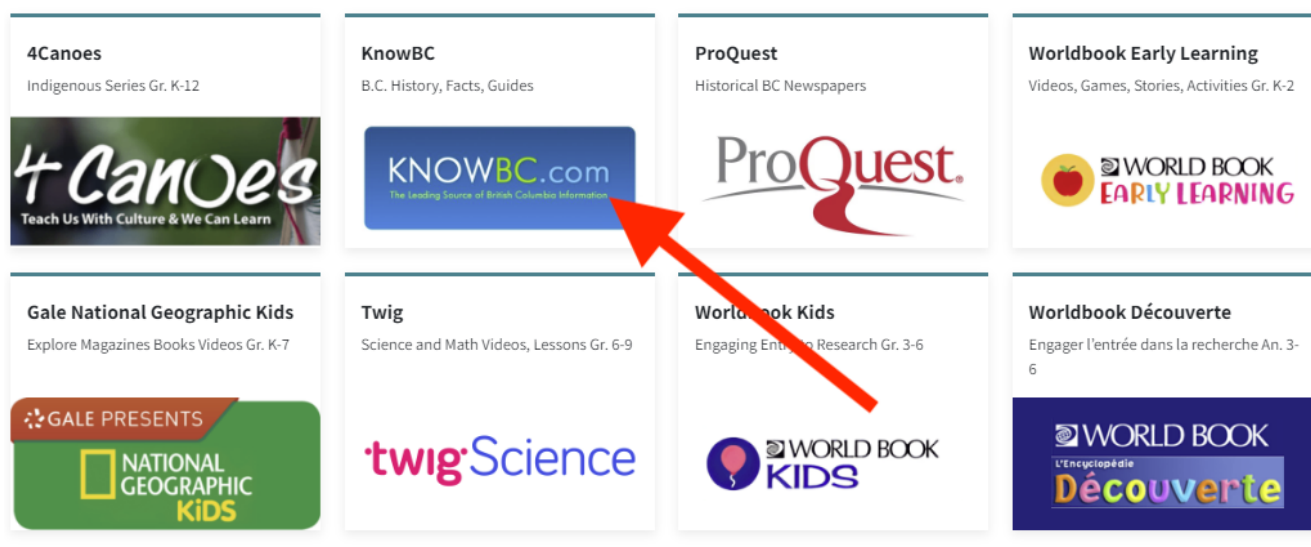 4Canoes
Indigenous Series Gr. K-12
4 Canoes
Teach Us With Culture & We Can Learn
KnowBC
B.C. History, Facts, Guides
KNOWBC.com
The Leading Source of British Columbia Information
ProQuest
Historical BC Newspapers
ProQuest.
Worldbook Early Learning
Videos, Games, Stories, Activities Gr. K-2
WORLD BOOK
EARLY LEARNING
Gale National Geographic Kids
Explore Magazines Books Videos Gr. K-7
GALE PRESENTS
NATIONAL
GEOGRAPHIC
KiDS
Twig
Science and Math Videos, Lessons Gr. 6-9
twig Science
Worldbook Kids
Engaging Entry to Research Gr. 3-6
WORLD BOOK
KIDS
Worldbook Découverte
Engager l'entrée dans la recherche An. 3-
6
WORLD BOOK
L'Encyclopédie
Découverte